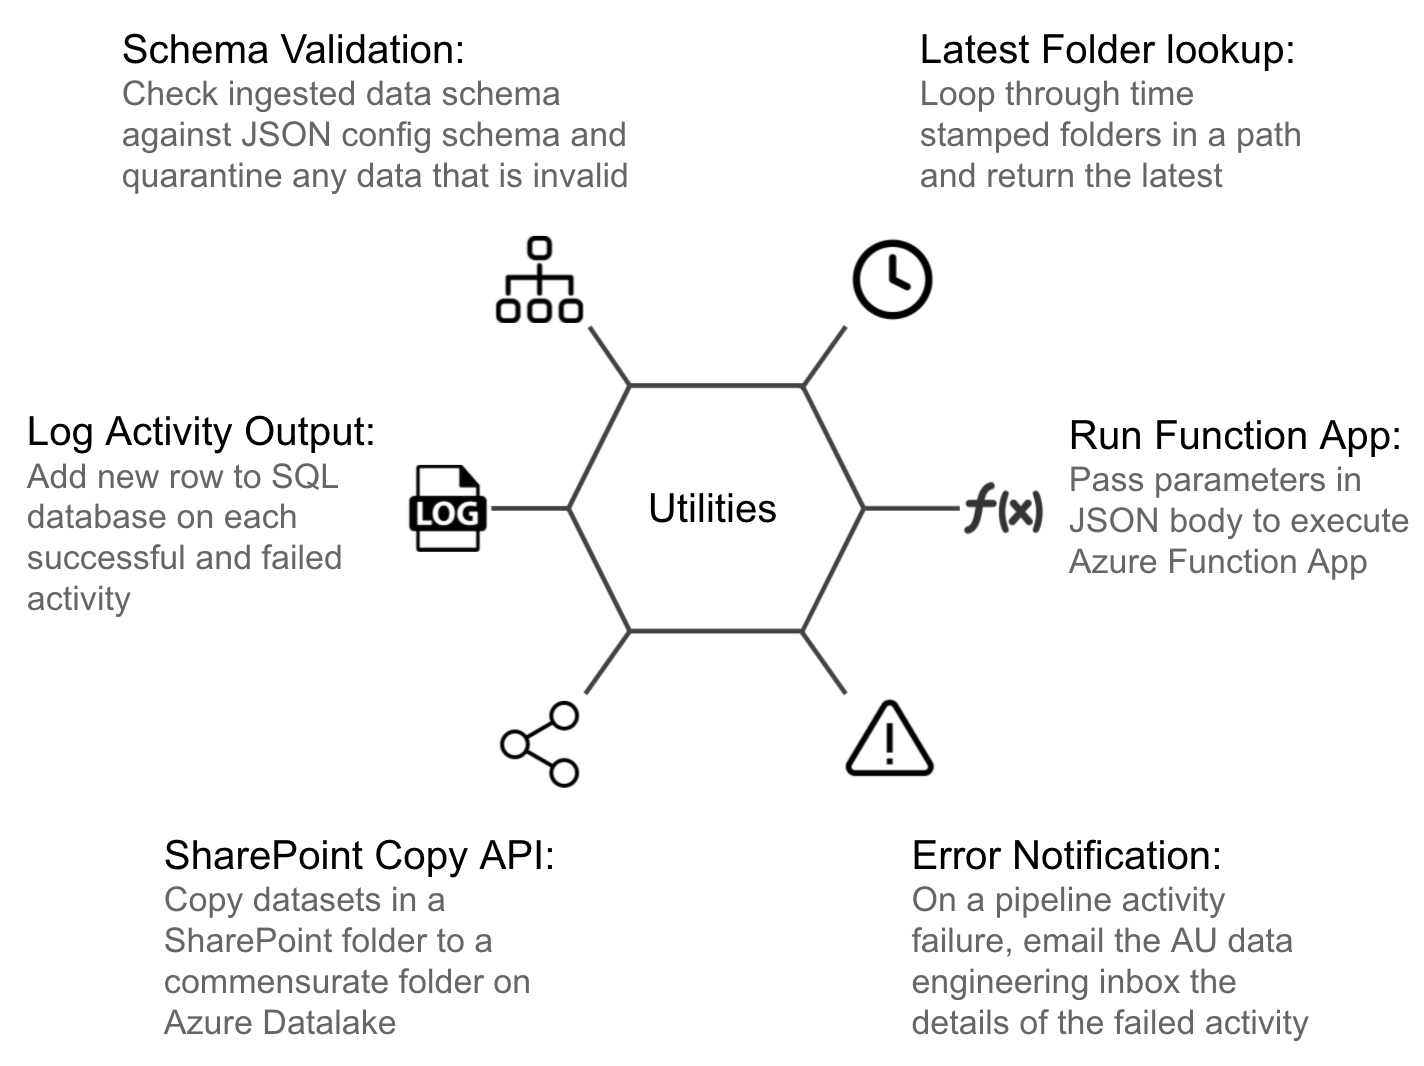 Schema Validation:
Check ingested data schema
against JSON config schema and
quarantine any data that is invalid
Latest Folder lookup:
Loop through time
stamped folders in a path
and return the latest
Log Activity Output:
Add new row to SQL
database on each
successful and failed
activity
LOG
Utilities
f(x)
Run Function App:
Pass parameters in
JSON body to execute
Azure Function App
SharePoint Copy API:
Copy datasets in a
SharePoint folder to a
commensurate folder on
Azure Datalake
Error Notification:
On a pipeline activity
failure, email the AU data
engineering inbox the
details of the failed activity